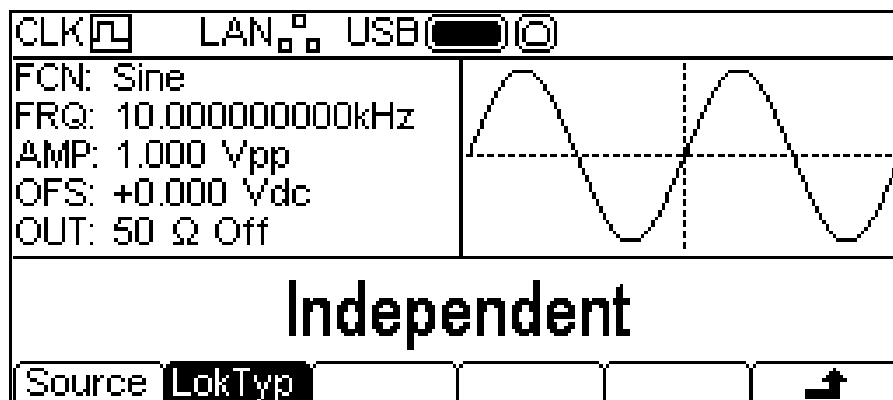 CLK LAN USB
FCN: Sine
FRQ: 10.000000000kHz
AMP: 1.000 Vpp
OFS: +0.000 Vdc
OUT: 50 Ω Off
Independent
Source LokTyp